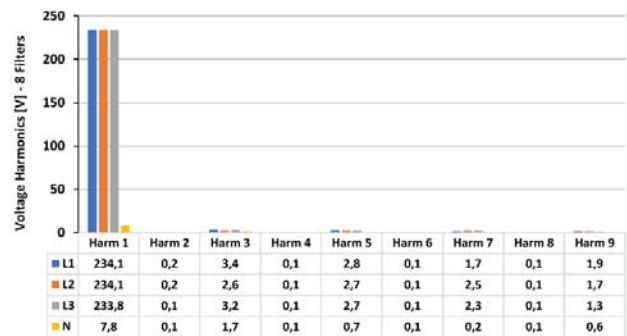 Voltage Harmonics [V] - 8 Filters
250
200
150
100
50
0
Harm 1 Harm 2 Harm 3 Harm 4 Harm 5 Harm 6 Harm 7 Harm 8 Harm 9
L1 234,1 0,2 3,4 0,1 2,8 0,1 1,7 0,1 1,9
L2 234,1 0,2 2,6 0,1 2,7 0,1 2,5 0,1 1,7
L3 233,8 0,1 3,2 0,1 2,7 0,1 2,3 0,1 1,3
N 7,8 0,1 1,7 0,1 0,7 0,1 0,2 0,1 0,6